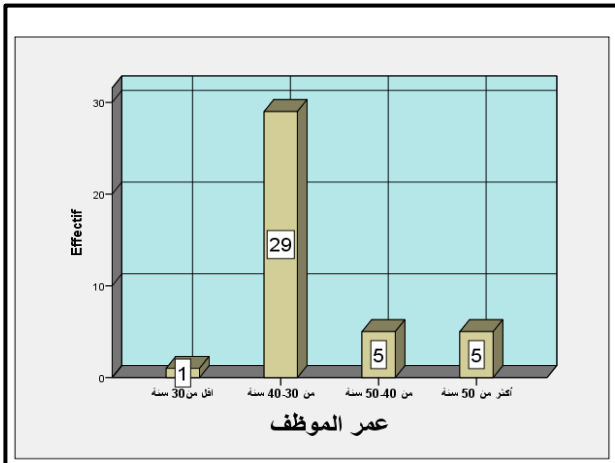 Effectif
30
20
10
0
1
29
5
5
اقل من 30 سنة
من 30-40 سنة
من 40-50 سنة
أكثر من 50 سنة
عمر الموظف